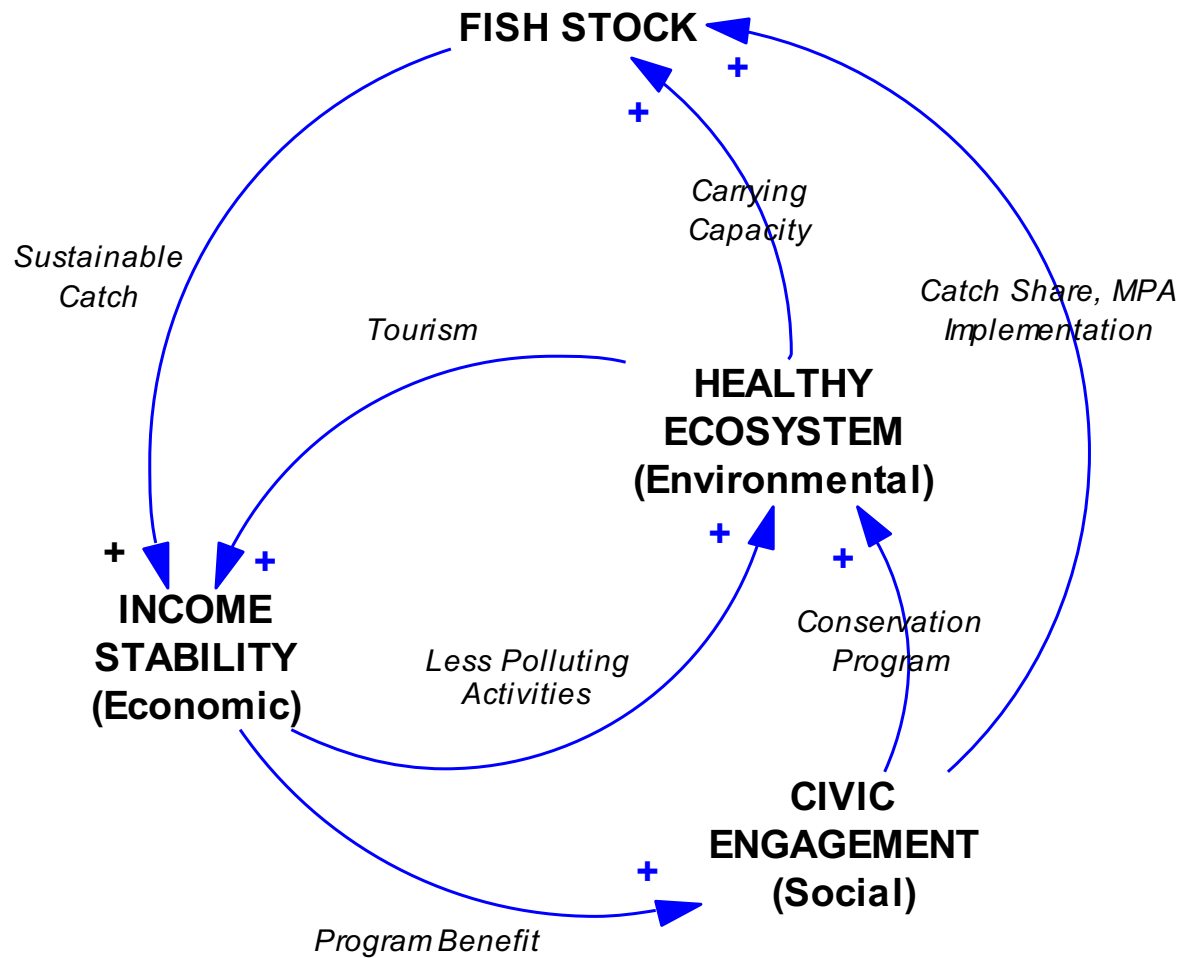 FISH STOCK
+
+
Carrying
Capacity
Sustainable
Catch
Catch Share, MPA
Implementation
Tourism
HEALTHY
ECOSYSTEM
(Environmental)
+
+
+
+
INCOME
STABILITY
(Economic)
Conservation
Program
Less Polluting
Activities
CIVIC
ENGAGEMENT
(Social)
+
Program Benefit